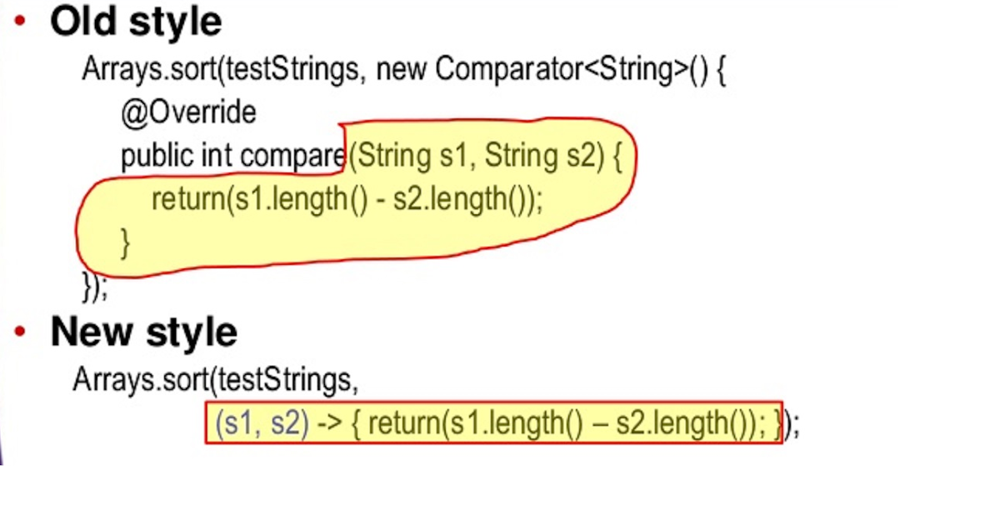 • Old style
Arrays.sort(testStrings, new Comparator<String>() {
@Override
public int compare(String s1, String s2) {
return(s1.length() - s2.length());
}
});
• New style
Arrays.sort(testStrings,
(s1, s2) -> { return(s1.length() – s2.length()); });